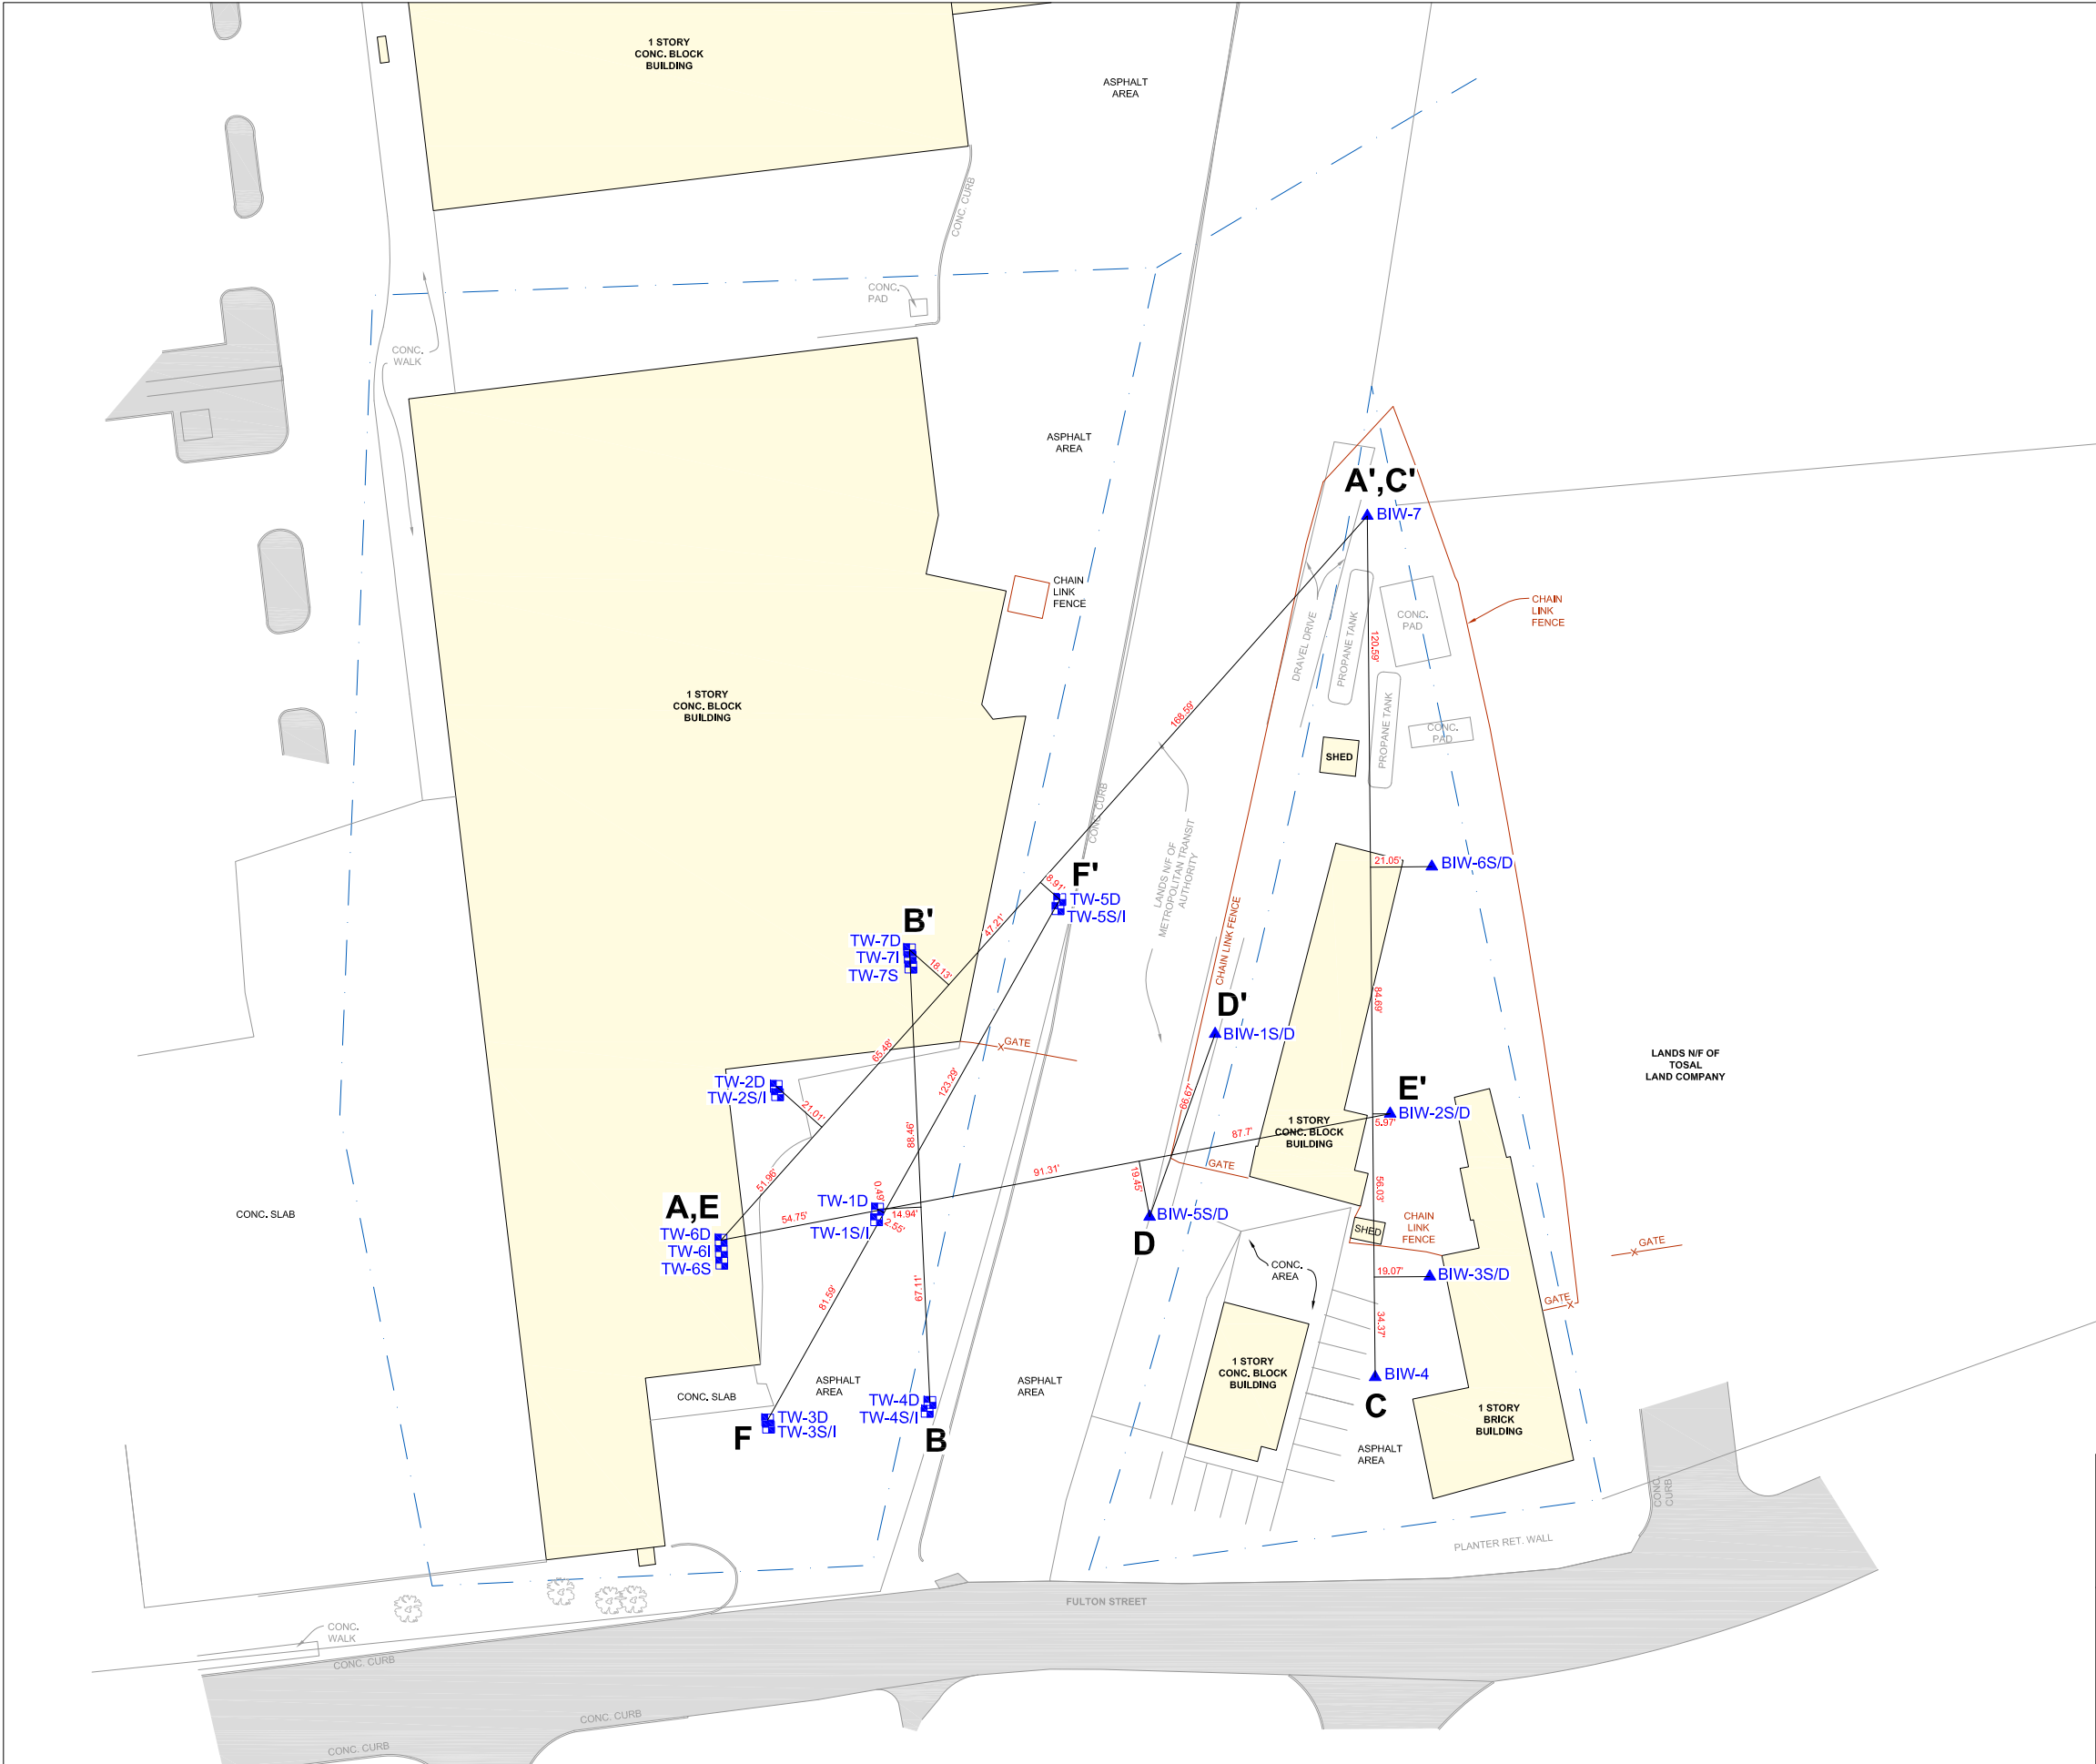 1 STORY
CONC. BLOCK
BUILDING
ASPHALT
AREA
CONC. CURB
CONC.
PAD
CONC.
WALK
ASPHALT
AREA
A',C'
BIW-7
CHAIN
LINK
FENCE
CHAIN
LINK
FENCE
DRAVEL DRIVE
PROPANE TANK
CONC.
PAD
120.59'
1 STORY
CONC. BLOCK
BUILDING
168.59'
PROPANE TANK
CONC.
PAD
SHED
CONC. CURB
LANDS N/F OF
METROPOLITAN TRANSIT
AUTHORITY
21.05'
BIW-6S/D
F'
8.91'
TW-5D
TW-5S/I
B'
47.21'
TW-7D
TW-7I
TW-7S
18.13'
CHAIN LINK FENCE
84.69'
D'
BIW-1S/D
GATE
X
65.48'
LANDS N/F OF
TOSAL
LAND COMPANY
TW-2D
TW-2S/I
21.01'
123.29'
66.67'
E'
BIW-2S/D
5.97'
88.46'
1 STORY
CONC. BLOCK
BUILDING
87.7'
GATE
91.31'
19.45'
51.96'
56.03'
A,E
TW-6D
TW-6I
TW-6S
54.75'
TW-1D
TW-1S/I
0.49'
14.94'
2.55'
BIW-5S/D
D
CONC. SLAB
SHED
CHAIN
LINK
FENCE
GATE
X
CONC.
AREA
19.07'
BIW-3S/D
67.11'
81.59'
GATE
X
34.37'
1 STORY
CONC. BLOCK
BUILDING
BIW-4
C
ASPHALT
AREA
ASPHALT
AREA
CONC. SLAB
TW-4D
TW-4S/I
B
TW-3D
TW-3S/I
F
1 STORY
BRICK
BUILDING
ASPHALT
AREA
CONC.
CURB
PLANTER RET. WALL
FULTON STREET
CONC.
WALK
CONC. CURB
CONC. CURB
CONC. CURB